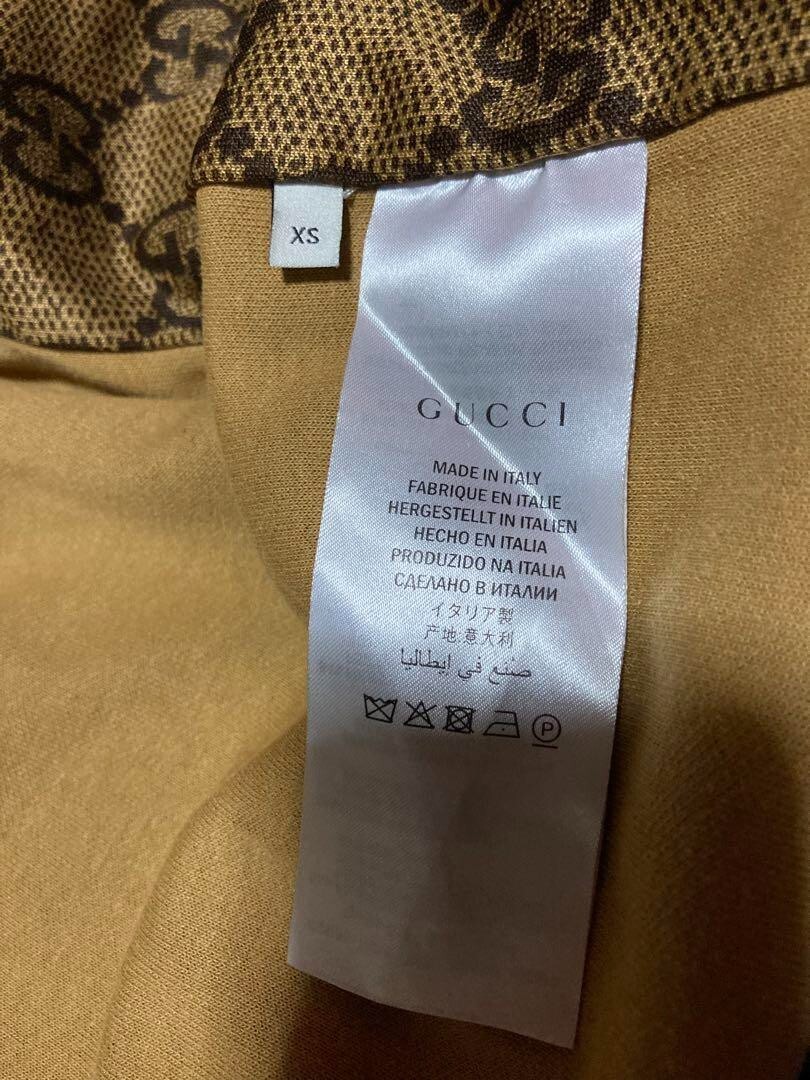 XS
GUCCI
MADE IN ITALY
FABRIQUE EN ITALIE
HERGESTELLT IN ITALIEN
HECHO EN ITALIA
PRODUZIDO NA ITALIA
СДЕЛАНО В ИТАЛИИ
イタリア製
产地:意大利
صنع في إيطاليا
P